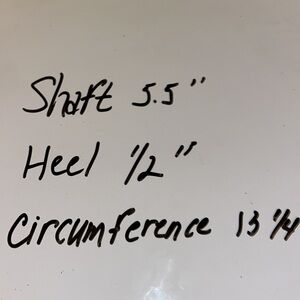 Shaft 5.5"
Heel 1/2"
Circumference 13 1/4